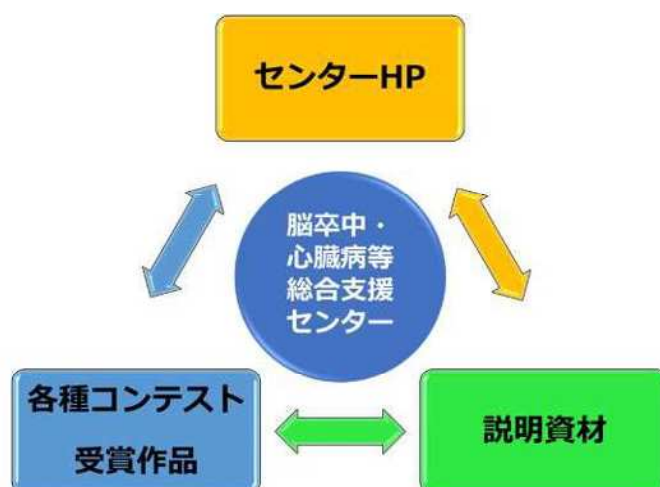 センターHP
脳卒中・
心臓病等
総合支援
センター
各種コンテスト
受賞作品
説明資材